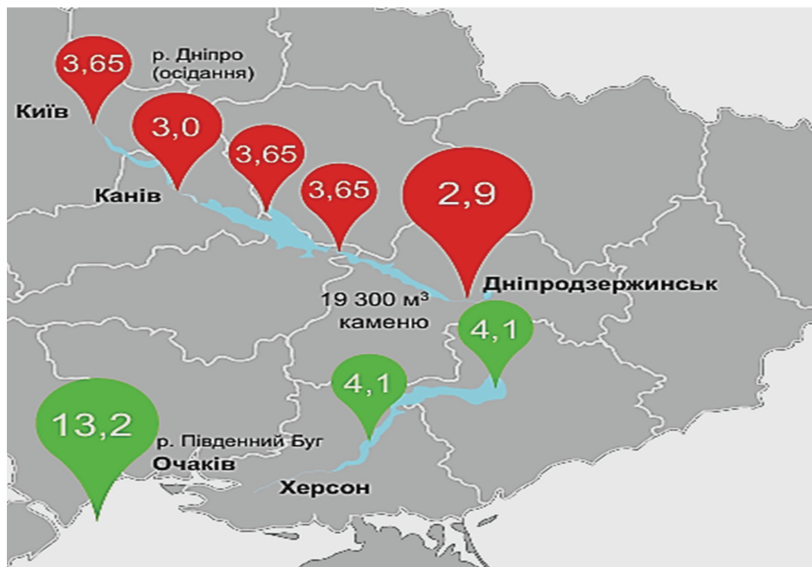 3,65
р. Дніпро
(осідання)
Київ
3,0
3,65
3,65
2,9
Канів
Дніпродзержинськ
19 300 м³
каменю
4,1
4,1
13,2
р. Південний Буг
Очаків
Херсон